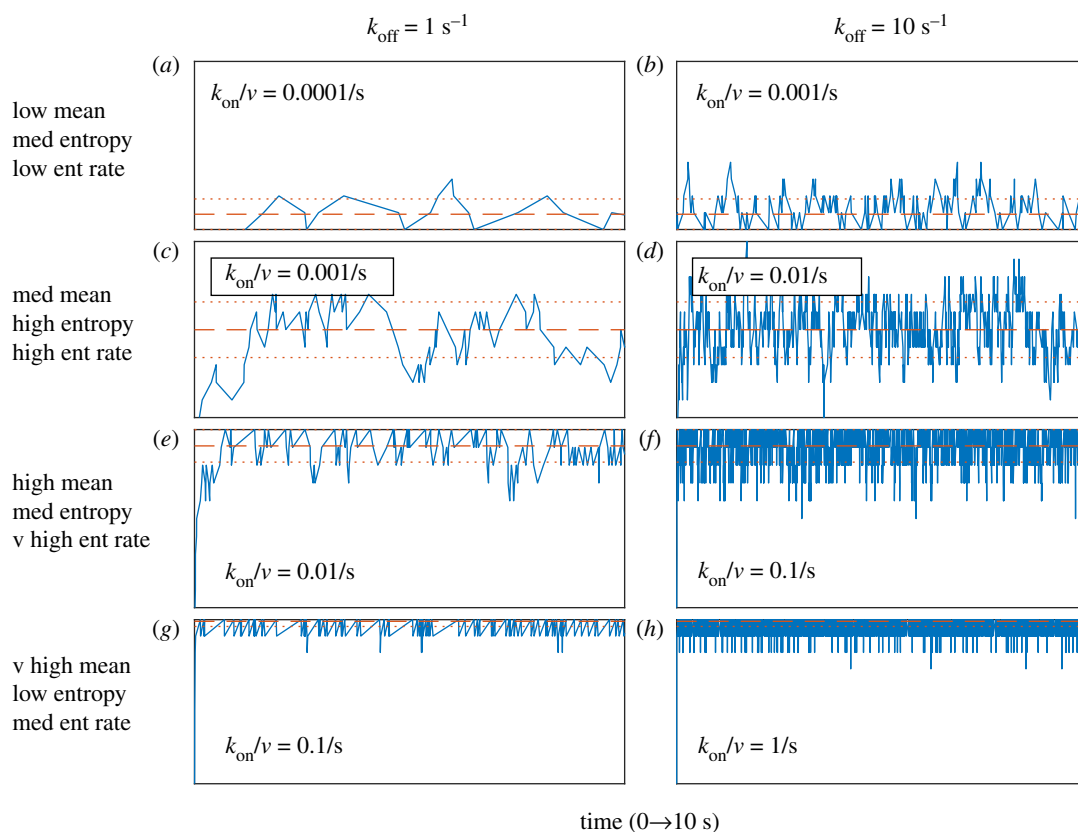 k_off = 1 s⁻¹
k_off = 10 s⁻¹
(a)
(b)
low mean
med entropy
low ent rate
k_on/v = 0.0001/s
k_on/v = 0.001/s
(c)
(d)
med mean
high entropy
high ent rate
k_on/v = 0.001/s
k_on/v = 0.01/s
(e)
(f)
high mean
med entropy
v high ent rate
k_on/v = 0.01/s
k_on/v = 0.1/s
(g)
(h)
v high mean
low entropy
med ent rate
k_on/v = 0.1/s
k_on/v = 1/s
time (0→10 s)